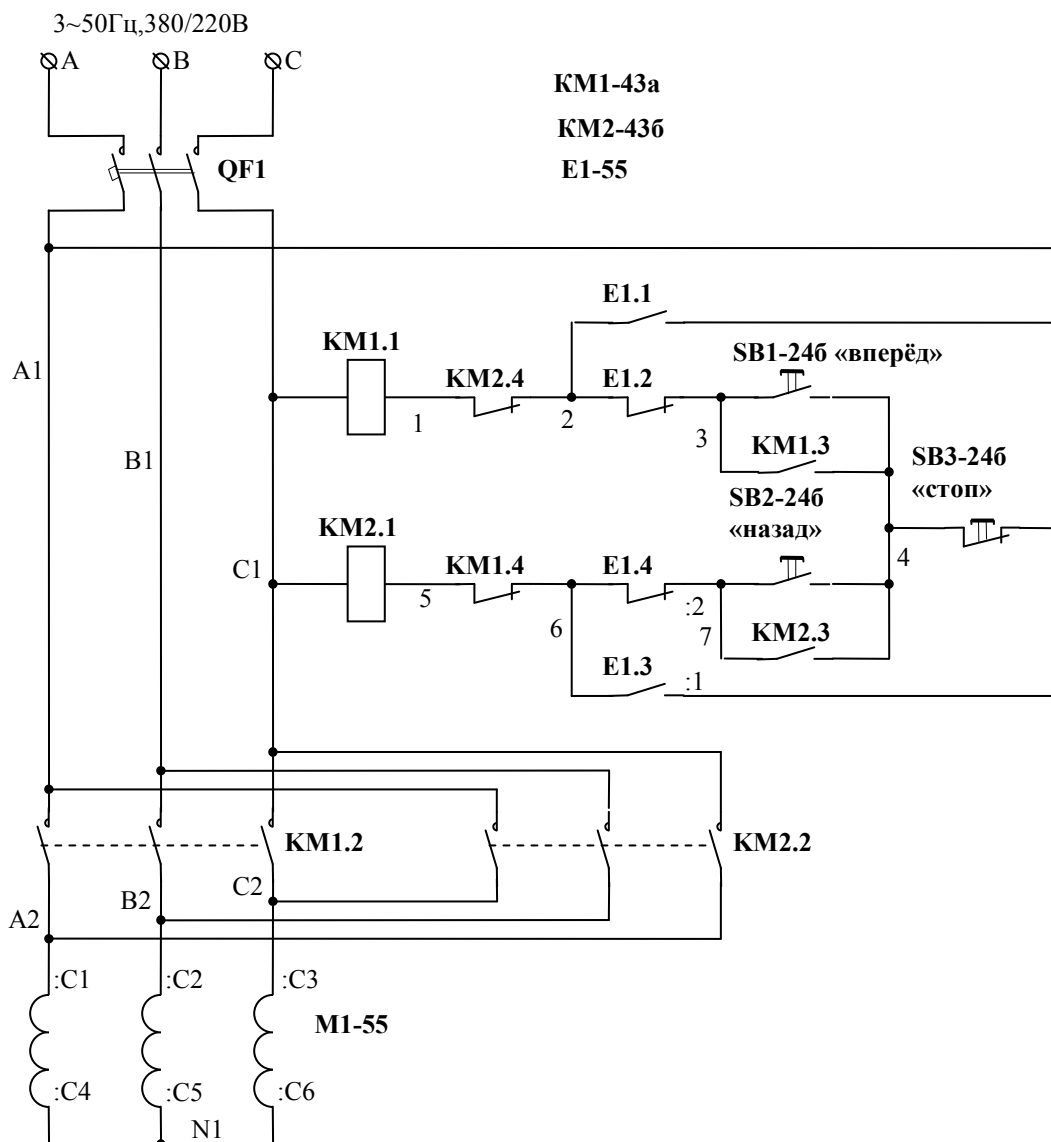 3~50Гц,380/220В
A
B
C
КМ1-43а
КМ2-43б
Е1-55
QF1
E1.1
KM1.1
SB1-24б «вперёд»
A1
KM2.4
E1.2
1
2
3
B1
KM1.3
SB3-24б
«стоп»
SB2-24б
«назад»
KM2.1
C1
KM1.4
E1.4
4
5
:2
6
7
KM2.3
E1.3
:1
KM1.2
KM2.2
C2
B2
A2
:C1
:C2
:C3
M1-55
:C4
:C5
:C6
N1